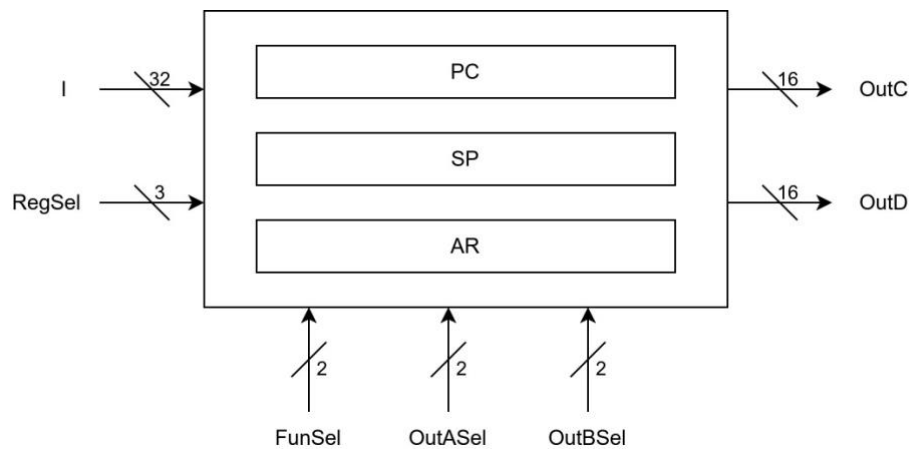 PC
I 32 16 OutC
SP
RegSel 3 16 OutD
AR
2 2 2
FunSel OutASel OutBSel